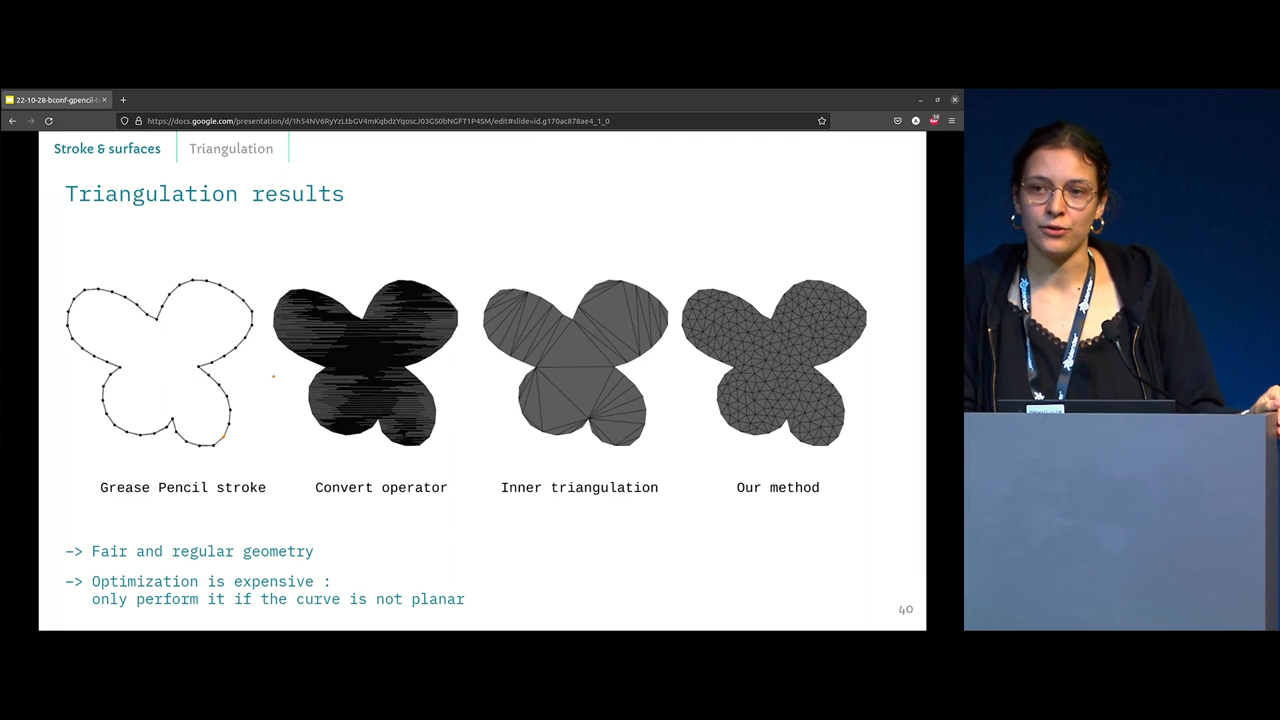 22-10-28-bconf-gpencil-t
https://docs.google.com/presentation/d/1h54NV6RyYzLtbGV4mKqbdzYqoscJ03GS0bNGFT1P4SM/edit#slide=id.g170ac878ae4_1_0
Stroke & surfaces
Triangulation
Triangulation results
Grease Pencil stroke
Convert operator
Inner triangulation
Our method
–> Fair and regular geometry
–> Optimization is expensive :
only perform it if the curve is not planar
40